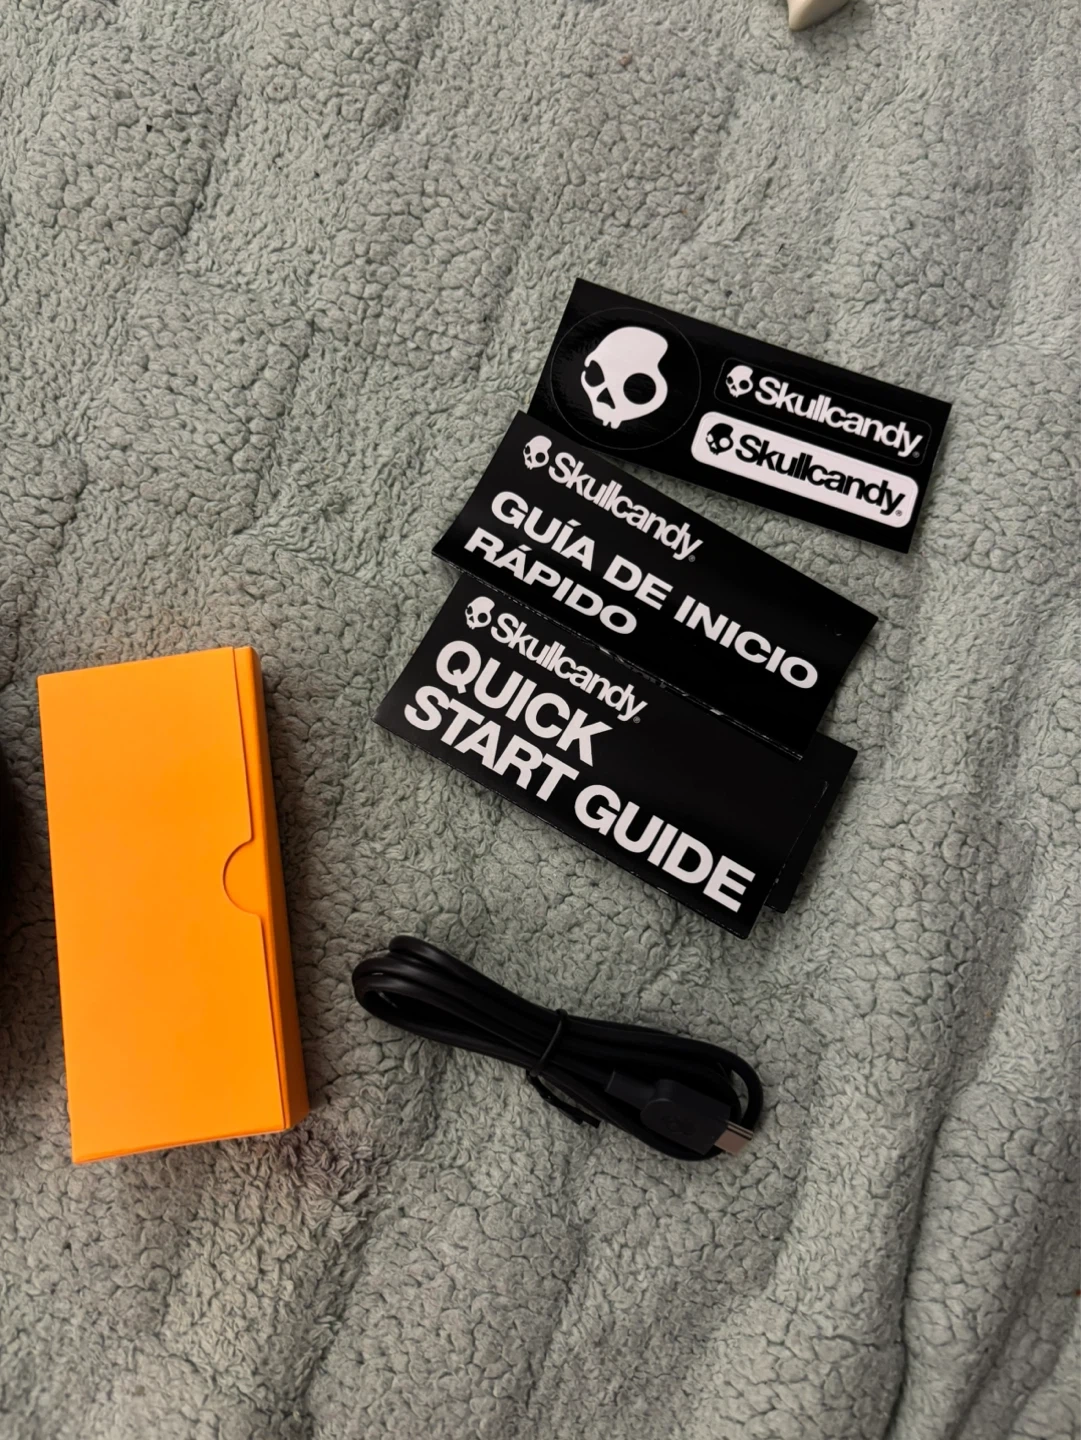 Skullcandy®
Skullcandy®
Skullcandy®
GUÍA DE INICIO
RÁPIDO
Skullcandy®
QUICK
START GUIDE